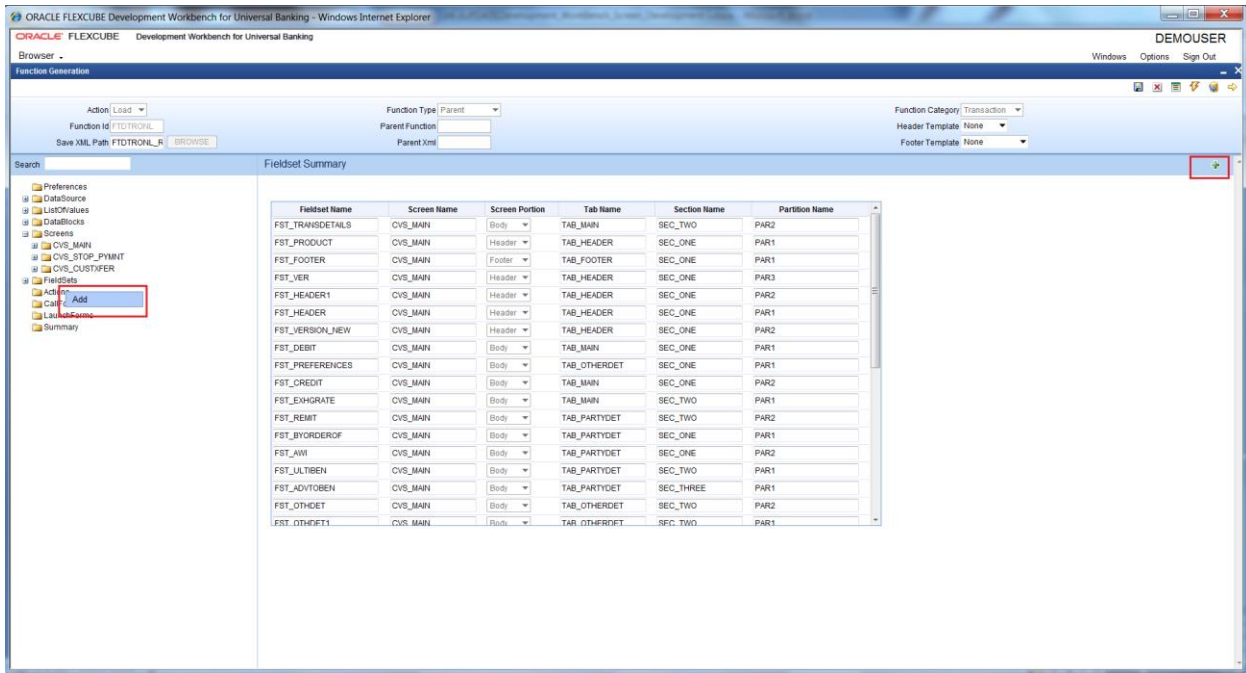 ORACLE FLEXCUBE Development Workbench for Universal Banking - Windows Internet Explorer
ORACLE FLEXCUBE Development Workbench for Universal Banking DEMOUSER
Browser Windows Options Sign Out
Function Generation
Action Load Function Type Parent Function Category Transaction
Function Id FTDTRONL Parent Function Header Template None
Save XML Path FTDTRONL_R BROWSE Parent Xml Footer Template None
Search Fieldset Summary
Preferences
DataSource
ListOfValues
DataBlocks
Screens
CVS_MAIN
CVS_STOP_PYMNT
CVS_CUSTXFER
FieldSets
Actions
Add
LaunchForms
Summary
Fieldset Name Screen Name Screen Portion Tab Name Section Name Partition Name
FST_TRANSDETAILS CVS_MAIN Body TAB_MAIN SEC_TWO PAR2
FST_PRODUCT CVS_MAIN Header TAB_HEADER SEC_ONE PAR1
FST_FOOTER CVS_MAIN Footer TAB_FOOTER SEC_ONE PAR1
FST_VER CVS_MAIN Header TAB_HEADER SEC_ONE PAR3
FST_HEADER1 CVS_MAIN Header TAB_HEADER SEC_ONE PAR2
FST_HEADER CVS_MAIN Header TAB_HEADER SEC_ONE PAR1
FST_VERSION_NEW CVS_MAIN Header TAB_HEADER SEC_ONE PAR2
FST_DEBIT CVS_MAIN Body TAB_MAIN SEC_ONE PAR1
FST_PREFERENCES CVS_MAIN Body TAB_OTHERDET SEC_ONE PAR1
FST_CREDIT CVS_MAIN Body TAB_MAIN SEC_ONE PAR2
FST_EXHGRATE CVS_MAIN Body TAB_MAIN SEC_TWO PAR1
FST_REMIT CVS_MAIN Body TAB_PARTYDET SEC_TWO PAR2
FST_BYORDEROF CVS_MAIN Body TAB_PARTYDET SEC_ONE PAR1
FST_AWI CVS_MAIN Body TAB_PARTYDET SEC_ONE PAR2
FST_ULTIBEN CVS_MAIN Body TAB_PARTYDET SEC_TWO PAR1
FST_ADVTOBEN CVS_MAIN Body TAB_PARTYDET SEC_THREE PAR1
FST_OTHDET CVS_MAIN Body TAB_OTHERDET SEC_TWO PAR2
FST_OTHDET1 CVS_MAIN Body TAB_OTHERDET SEC_TWO PAR1